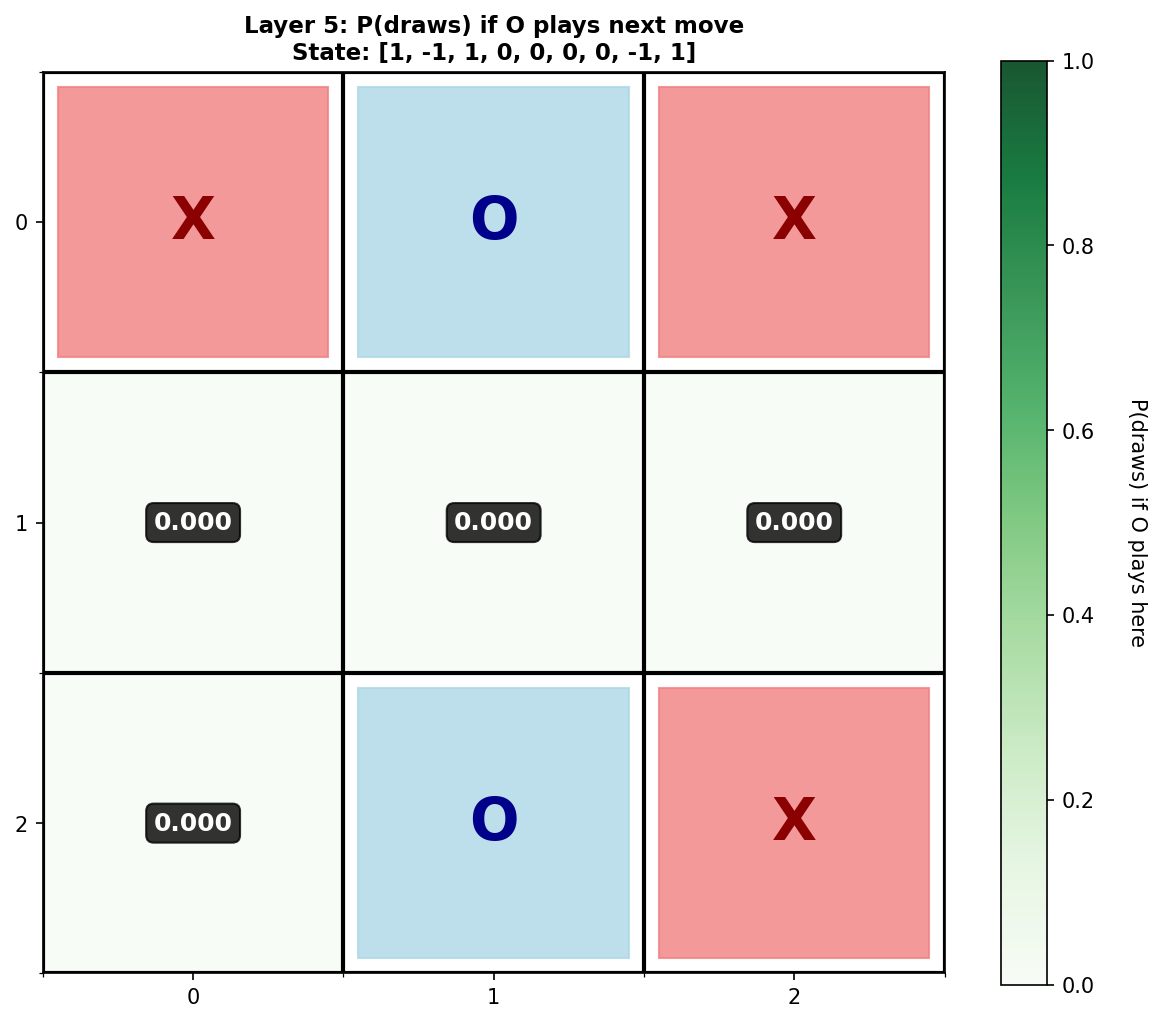 Layer 5: P(draws) if O plays next move
State: [1, -1, 1, 0, 0, 0, 0, -1, 1]
X
O
X
0.000
0.000
0.000
0.000
O
X
0
1
2
0
1
2
1.0
0.8
0.6
0.4
0.2
0.0
P(draws) if O plays here